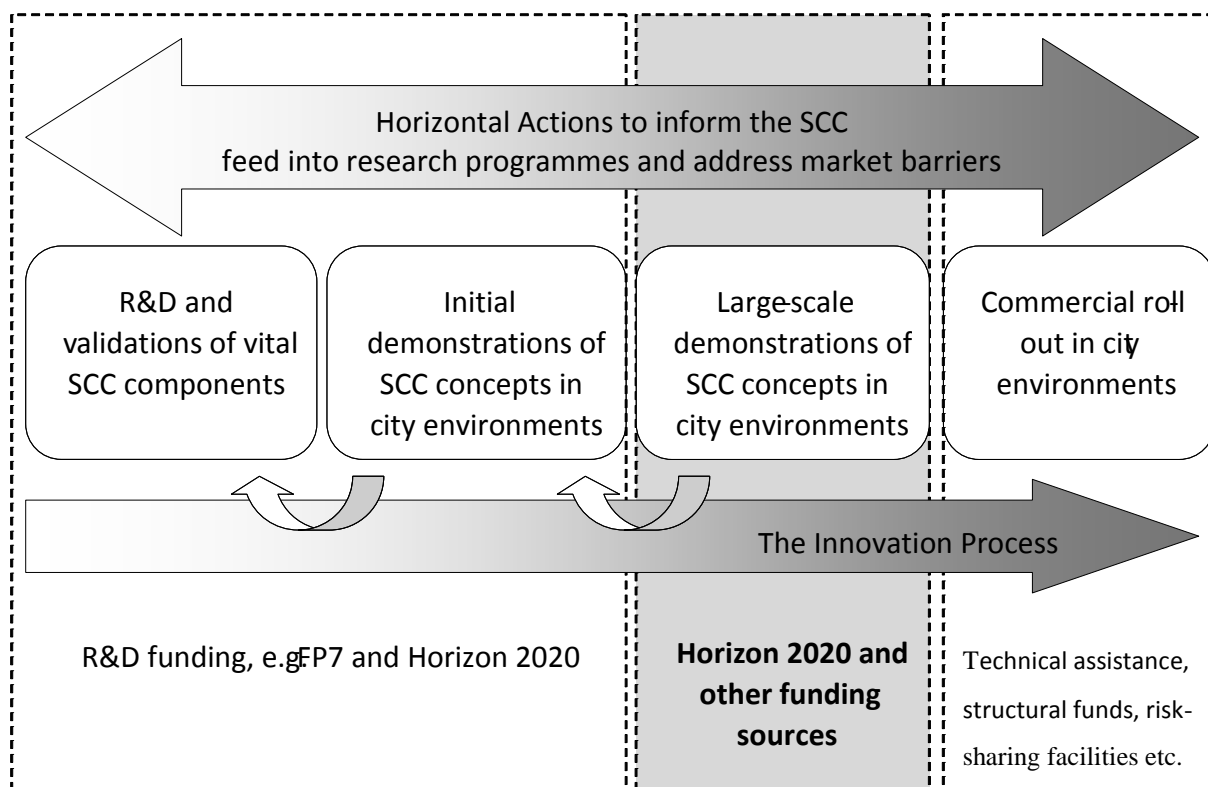 Horizontal Actions to inform the SCC
feed into research programmes and address market barriers
R&D and
validations of vital
SCC components
Initial
demonstrations of
SCC concepts in
city environments
Large-scale
demonstrations of
SCC concepts in
city environments
Commercial roll-
out in city
environments
The Innovation Process
R&D funding, e.g. FP7 and Horizon 2020
Horizon 2020 and
other funding
sources
Technical assistance,
structural funds, risk-
sharing facilities etc.